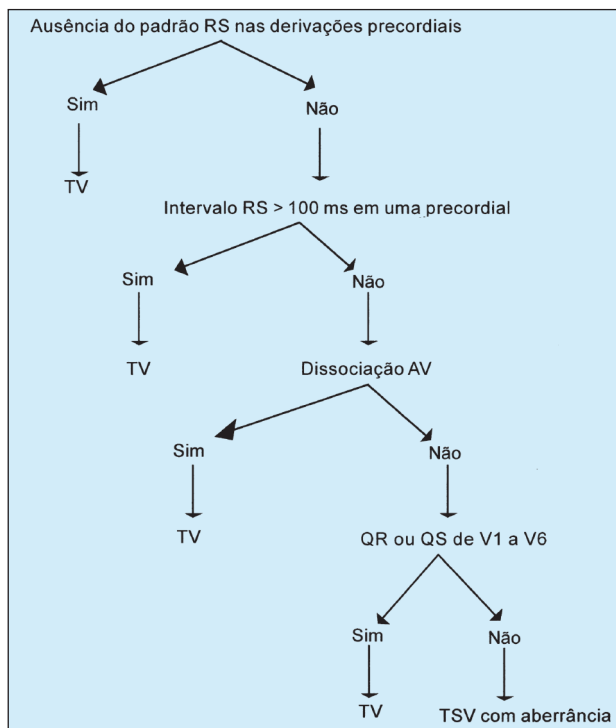 Ausência do padrão RS nas derivações precordiais
Sim
Não
TV
Intervalo RS > 100 ms em uma precordial
Sim
Não
TV
Dissociação AV
Sim
Não
TV
QR ou QS de V1 a V6
Sim
Não
TV
TSV com aberrância